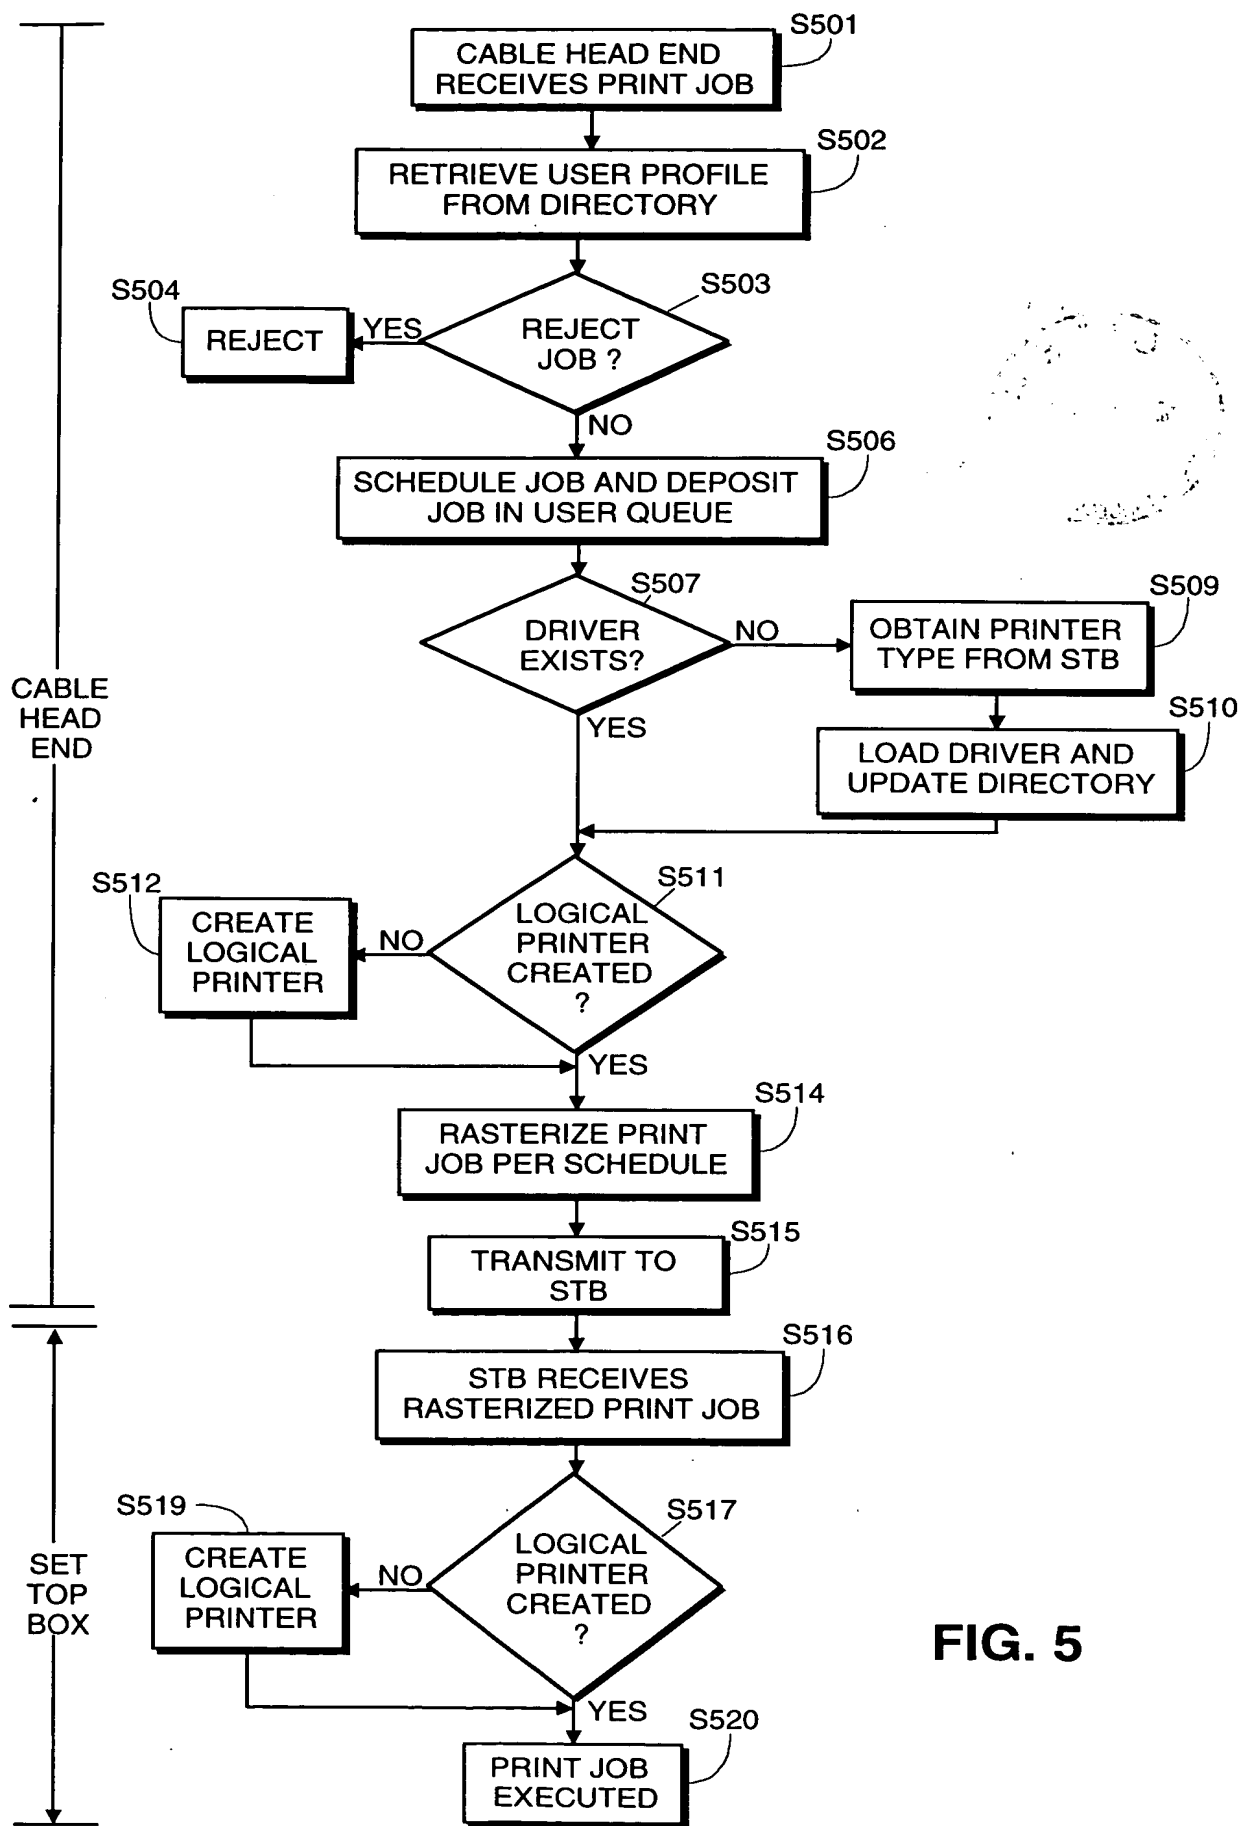 S501
CABLE HEAD END
RECEIVES PRINT JOB
S502
RETRIEVE USER PROFILE
FROM DIRECTORY
S503
REJECT
JOB ?
YES
S504
REJECT
NO
S506
SCHEDULE JOB AND DEPOSIT
JOB IN USER QUEUE
S507
DRIVER
EXISTS?
NO
S509
OBTAIN PRINTER
TYPE FROM STB
YES
S510
LOAD DRIVER AND
UPDATE DIRECTORY
CABLE
HEAD
END
S511
LOGICAL
PRINTER
CREATED
?
NO
S512
CREATE
LOGICAL
PRINTER
YES
S514
RASTERIZE PRINT
JOB PER SCHEDULE
S515
TRANSMIT TO
STB
S516
STB RECEIVES
RASTERIZED PRINT JOB
S517
LOGICAL
PRINTER
CREATED
?
NO
S519
CREATE
LOGICAL
PRINTER
SET
TOP
BOX
YES
S520
PRINT JOB
EXECUTED
FIG. 5